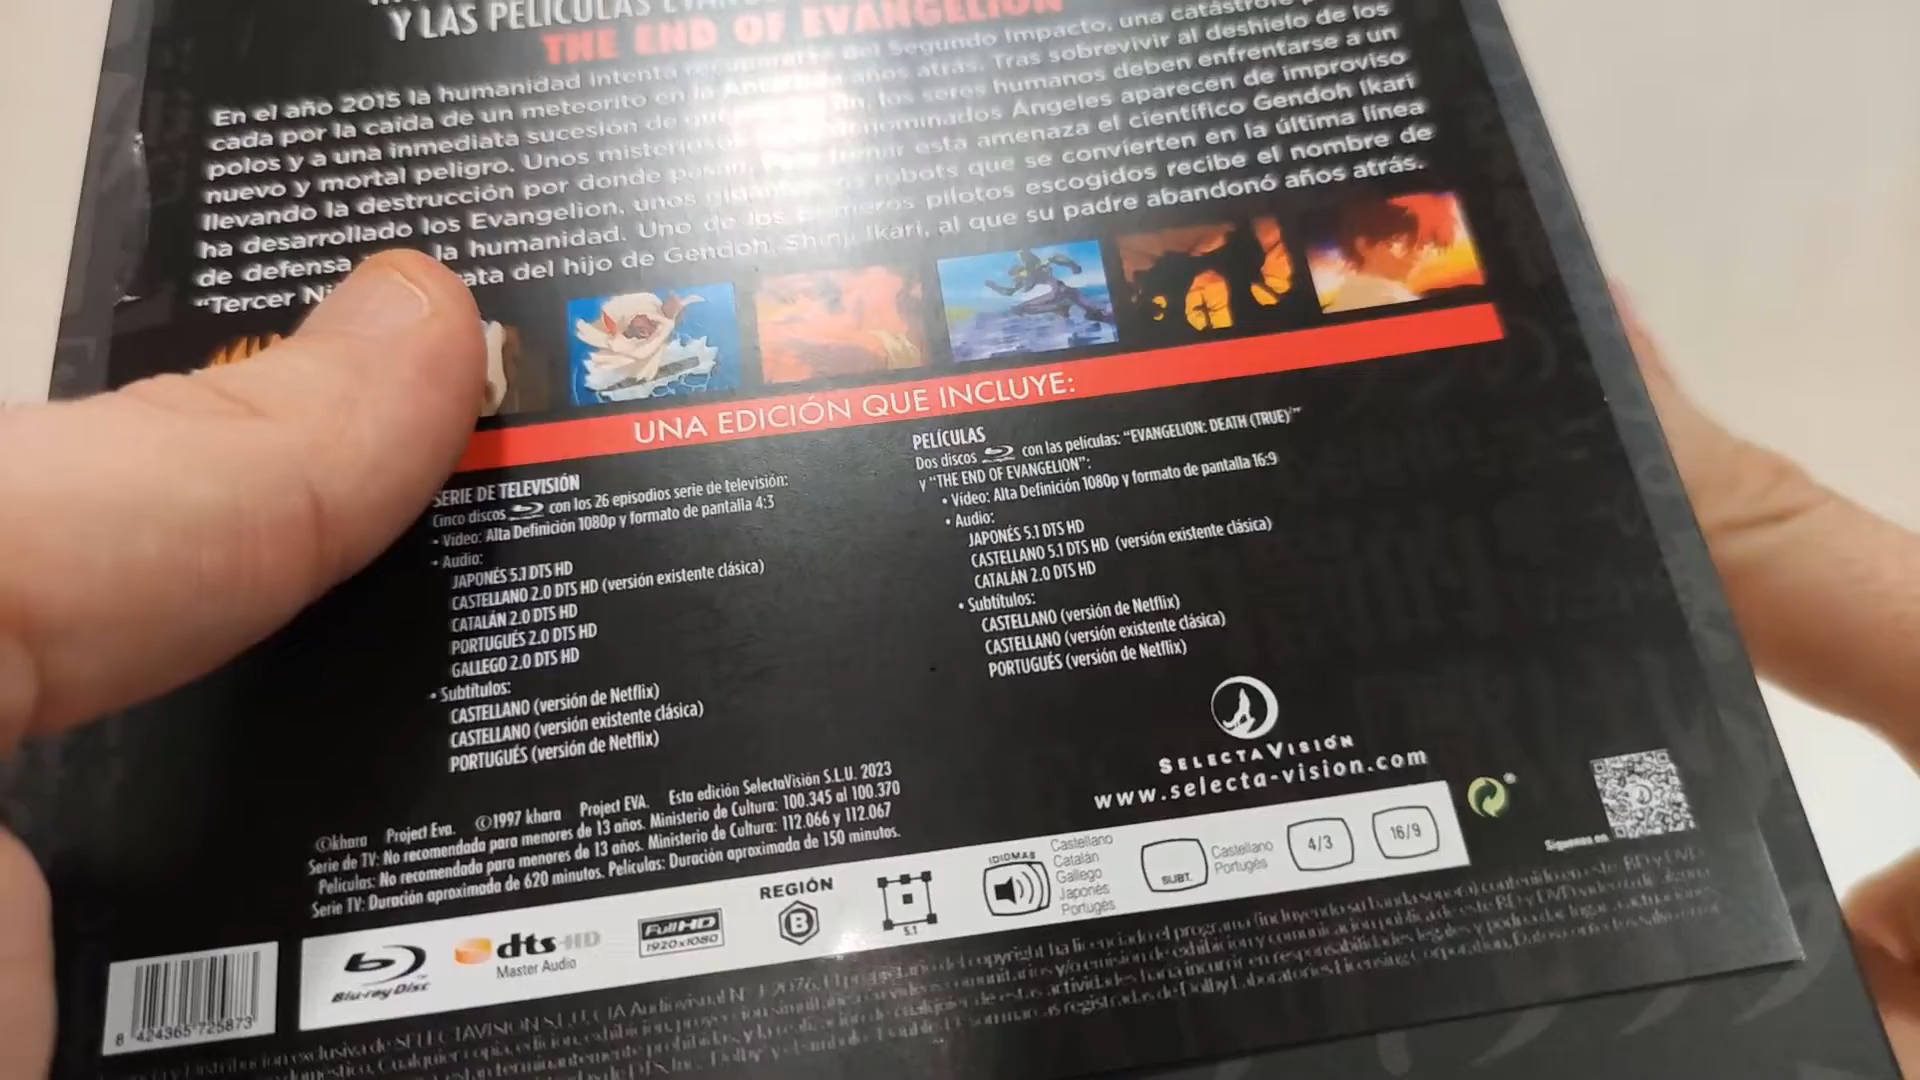 Y LAS PELÍCULAS
THE END OF EVANGELION
En el año 2015 la humanidad intenta del Segundo Impacto, una
cada por la caída de un meteorito en la años atrás. Tras sobrevivir al deshielo de los
polos y a una inmediata sucesión de los seres humanos deben enfrentarse a un
nuevo y mortal peligro. Unos misteriosos denominados Ángeles aparecen de improviso
llevando la destrucción por donde pasan. esta amenaza el científico Gendoh Ikari
ha desarrollado los Evangelion, unos robots que se convierten en la última línea
de defensa la humanidad. Uno de los primeros pilotos escogidos recibe el nombre de
“Tercer del hijo de Gendoh, Shinji Ikari, al que su padre abandonó años atrás.
UNA EDICIÓN QUE INCLUYE:
SERIE DE TELEVISIÓN
Cinco discos con los 26 episodios serie de televisión:
• Vídeo: Alta Definición 1080p y formato de pantalla 4:3
• Audio:
JAPONÉS 5.1 DTS HD
CASTELLANO 2.0 DTS HD (versión existente clásica)
CATALÁN 2.0 DTS HD
PORTUGUÉS 2.0 DTS HD
GALLEGO 2.0 DTS HD
• Subtítulos:
CASTELLANO (versión de Netflix)
CASTELLANO (versión existente clásica)
PORTUGUÉS (versión de Netflix)
PELÍCULAS
Dos discos con las películas: “EVANGELION: DEATH (TRUE)²”
Y “THE END OF EVANGELION”:
• Vídeo: Alta Definición 1080p y formato de pantalla 16:9
• Audio:
JAPONÉS 5.1 DTS HD
CASTELLANO 5.1 DTS HD (versión existente clásica)
CATALÁN 2.0 DTS HD
• Subtítulos:
CASTELLANO (versión de Netflix)
CASTELLANO (versión existente clásica)
PORTUGUÉS (versión de Netflix)
SELECTAVISIÓN
www.selecta-vision.com
©khara Project Eva. ©1997 khara Project EVA. Esta edición SelectaVisión S.L.U. 2023
Serie de TV: No recomendada para menores de 13 años. Ministerio de Cultura: 100.345 al 100.370
Películas: No recomendada para menores de 13 años. Ministerio de Cultura: 112.066 y 112.067
Serie TV: Duración aproximada de 620 minutos. Películas: Duración aproximada de 150 minutos.
Síguenos en
8 424365 725873
Blu-ray Disc
dts-HD
Master Audio
Full HD
1920x1080
REGIÓN
B
5.1
IDIOMAS
Castellano
Catalán
Gallego
Japonés
Portugés
SUBT.
Castellano
Portugés
4/3
16/9